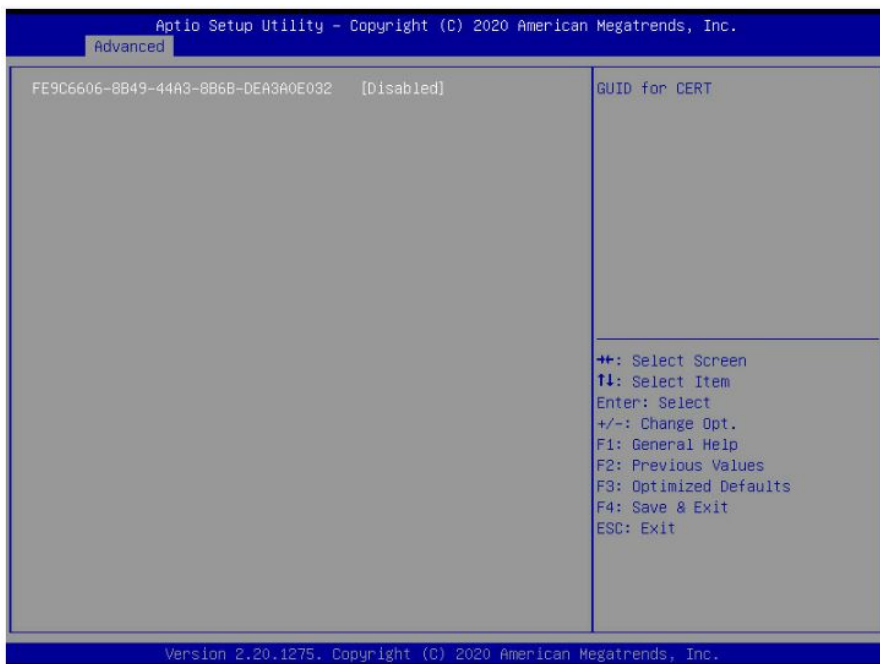 Aptio Setup Utility – Copyright (C) 2020 American Megatrends, Inc.
Advanced
FE9C6606-8B49-44A3-8B6B-DEA3A0E032 [Disabled]
GUID for CERT
→←: Select Screen
↑↓: Select Item
Enter: Select
+/-: Change Opt.
F1: General Help
F2: Previous Values
F3: Optimized Defaults
F4: Save & Exit
ESC: Exit
Version 2.20.1275. Copyright (C) 2020 American Megatrends, Inc.